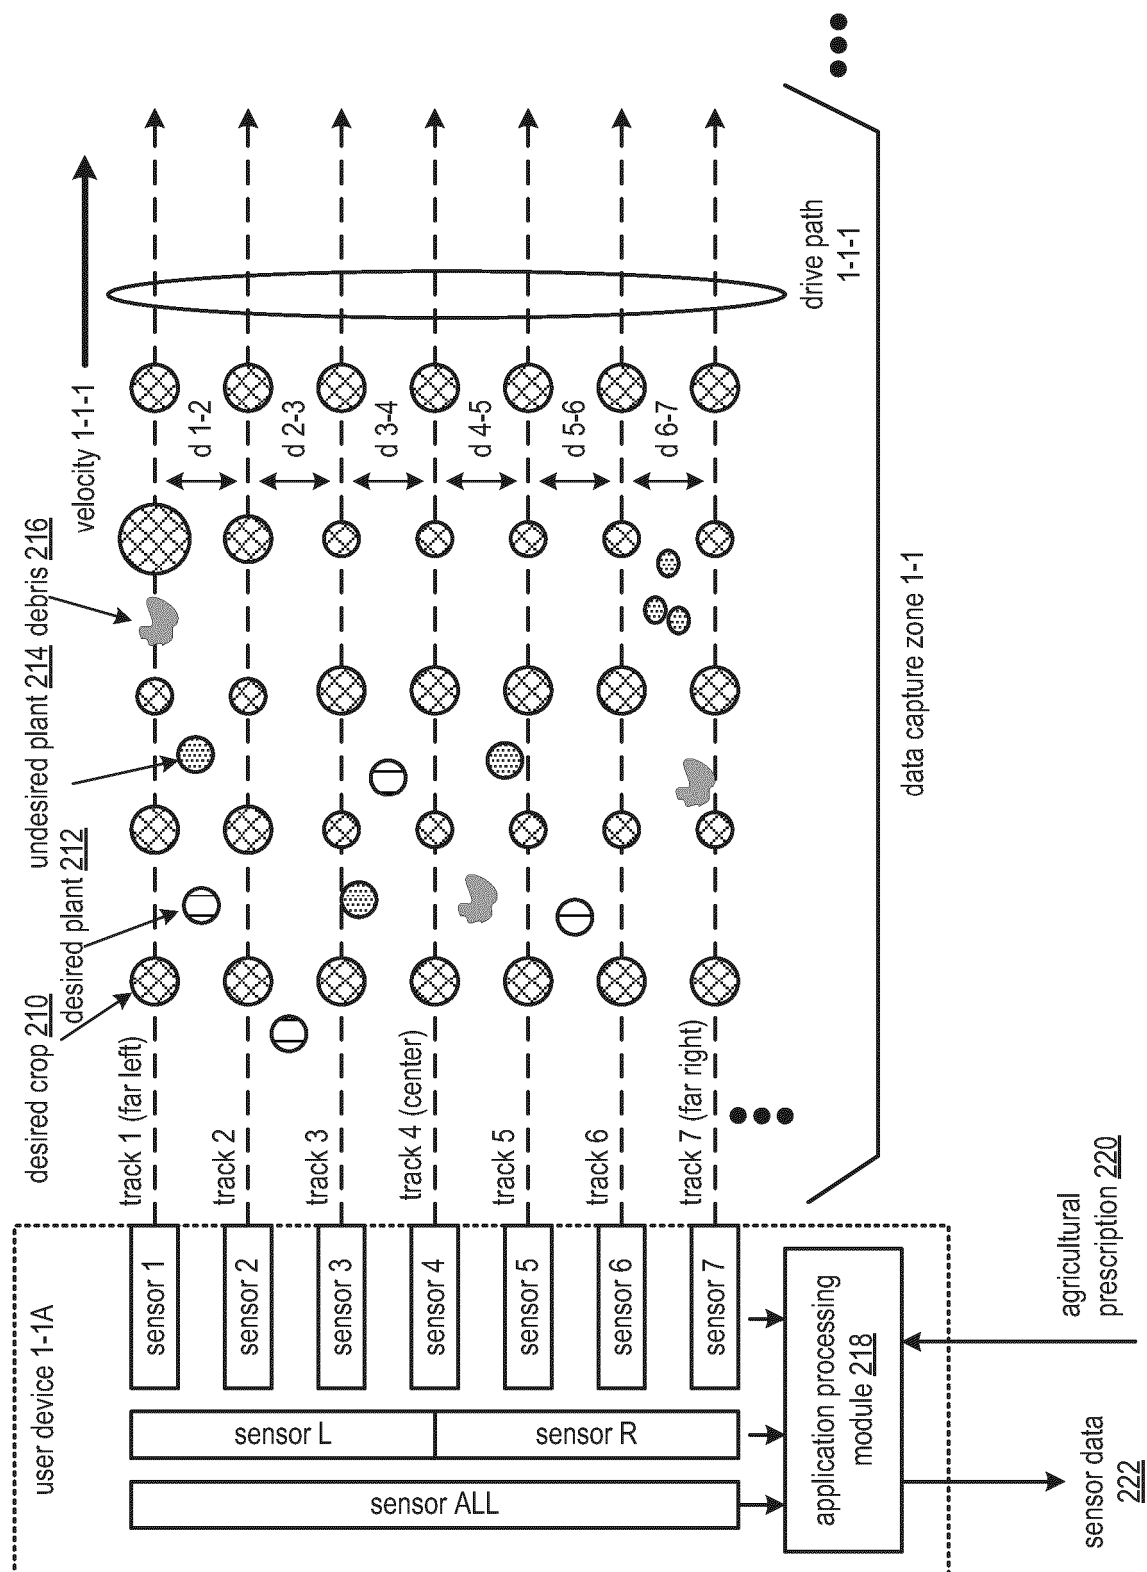 user device 1-1A
sensor ALL
sensor L
sensor R
sensor 1
sensor 2
sensor 3
sensor 4
sensor 5
sensor 6
sensor 7
application processing
module 218
sensor data
222
agricultural
prescription 220
track 1 (far left)
track 2
track 3
track 4 (center)
track 5
track 6
track 7 (far right)
desired crop 210
desired plant 212
undesired plant 214
debris 216
velocity 1-1-1
d 1-2
d 2-3
d 3-4
d 4-5
d 5-6
d 6-7
drive path
1-1-1
data capture zone 1-1